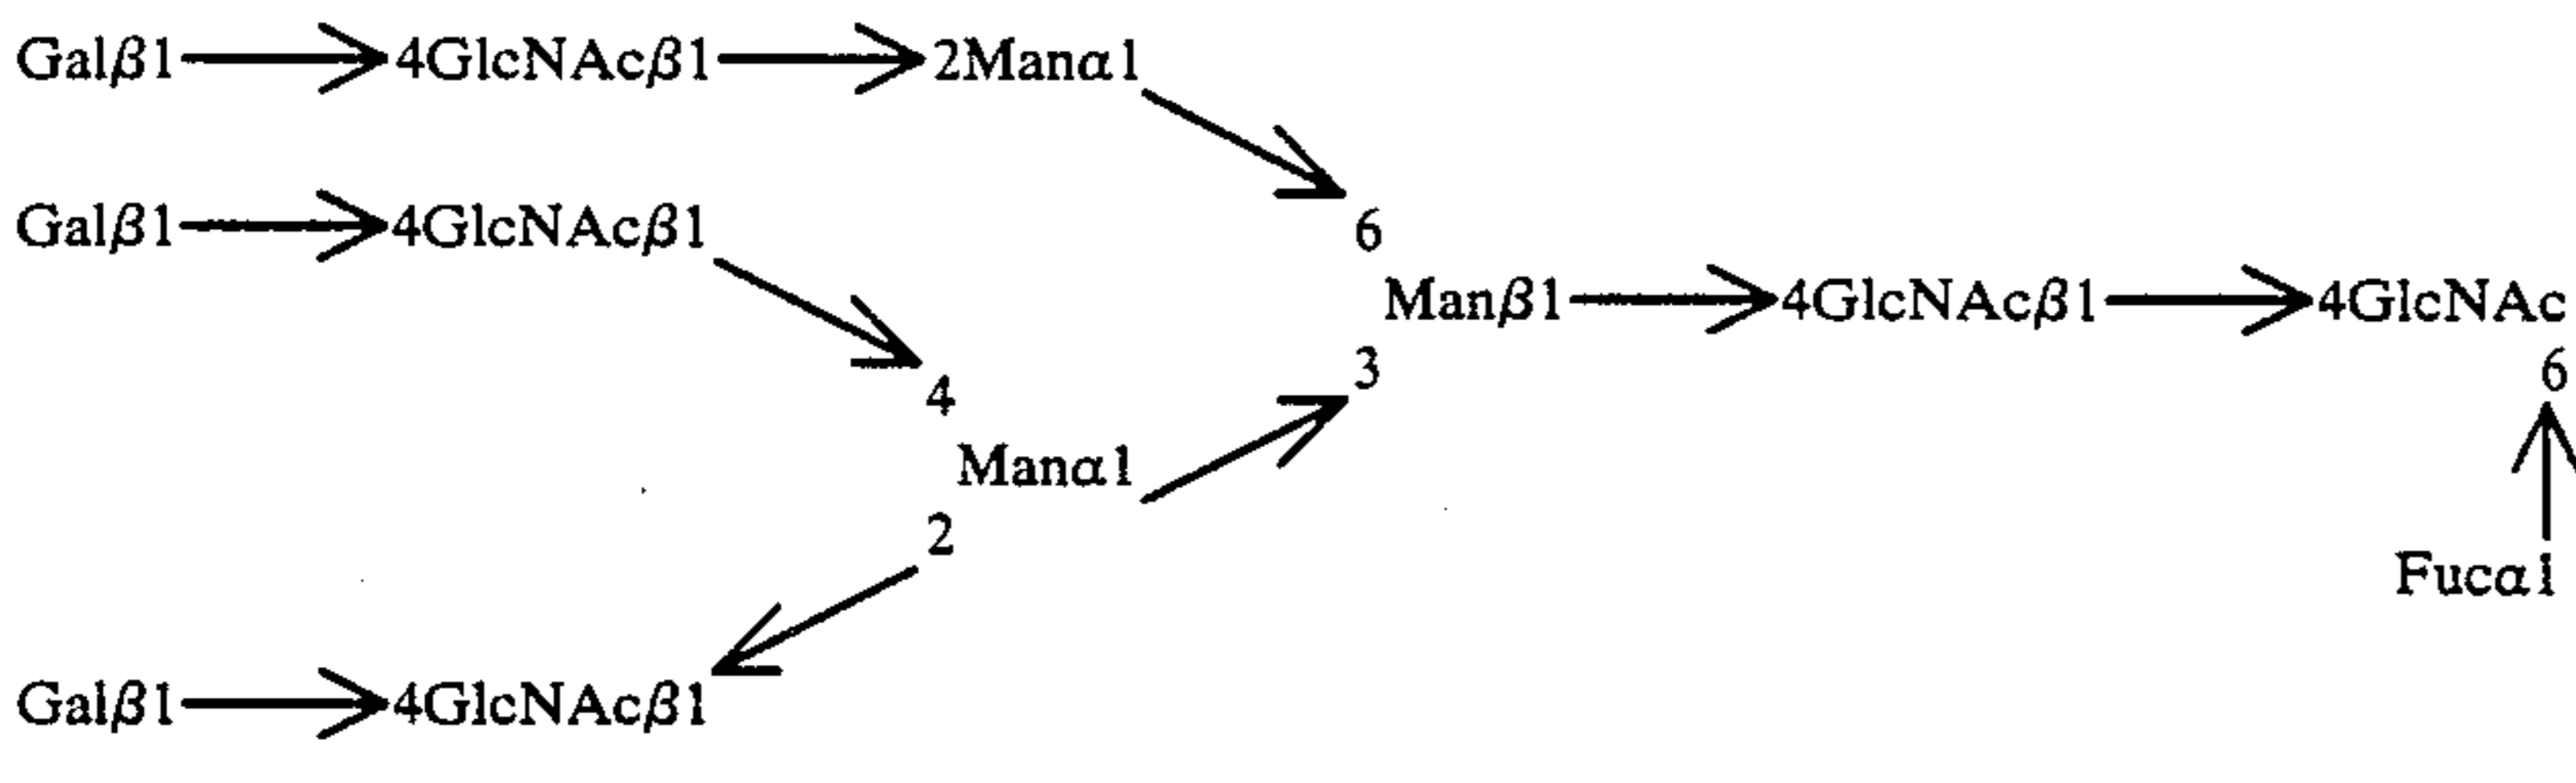 Galβ1 → 4GlcNAcβ1 → 2Manα1
Galβ1 → 4GlcNAcβ1
6
Manβ1 → 4GlcNAcβ1 → 4GlcNAc
3
6
4
Manα1
2
Fucα1
Galβ1 → 4GlcNAcβ1